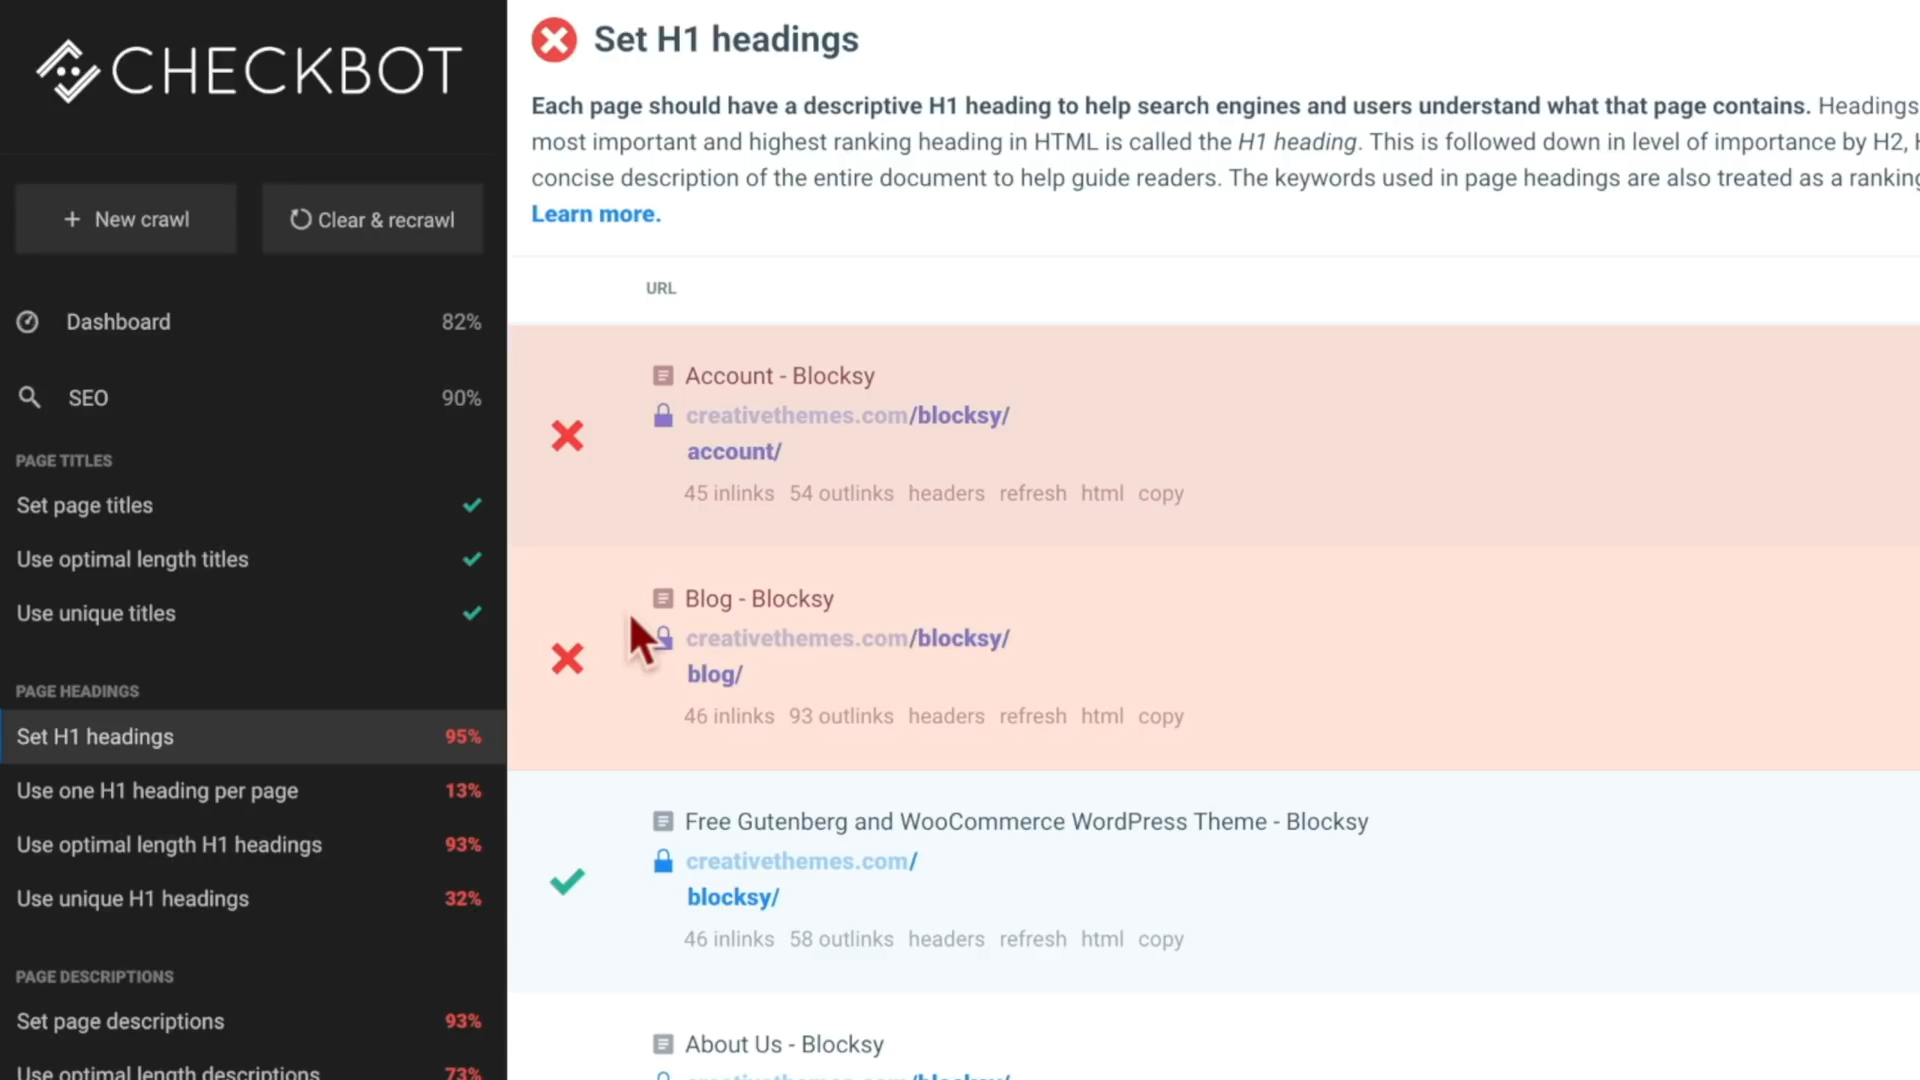 CHECKBOT
+ New crawl
Clear & recrawl
Dashboard 82%
SEO 90%
PAGE TITLES
Set page titles
Use optimal length titles
Use unique titles
PAGE HEADINGS
Set H1 headings 95%
Use one H1 heading per page 13%
Use optimal length H1 headings 93%
Use unique H1 headings 32%
PAGE DESCRIPTIONS
Set page descriptions 93%
Use optimal length descriptions 73%
Set H1 headings
Each page should have a descriptive H1 heading to help search engines and users understand what that page contains. Headings
most important and highest ranking heading in HTML is called the H1 heading. This is followed down in level of importance by H2,
concise description of the entire document to help guide readers. The keywords used in page headings are also treated as a ranking
Learn more.
URL
Account - Blocksy
creativethemes.com/blocksy/
account/
45 inlinks 54 outlinks headers refresh html copy
Blog - Blocksy
creativethemes.com/blocksy/
blog/
46 inlinks 93 outlinks headers refresh html copy
Free Gutenberg and WooCommerce WordPress Theme - Blocksy
creativethemes.com/
blocksy/
46 inlinks 58 outlinks headers refresh html copy
About Us - Blocksy
creativethemes.com/blocksy/